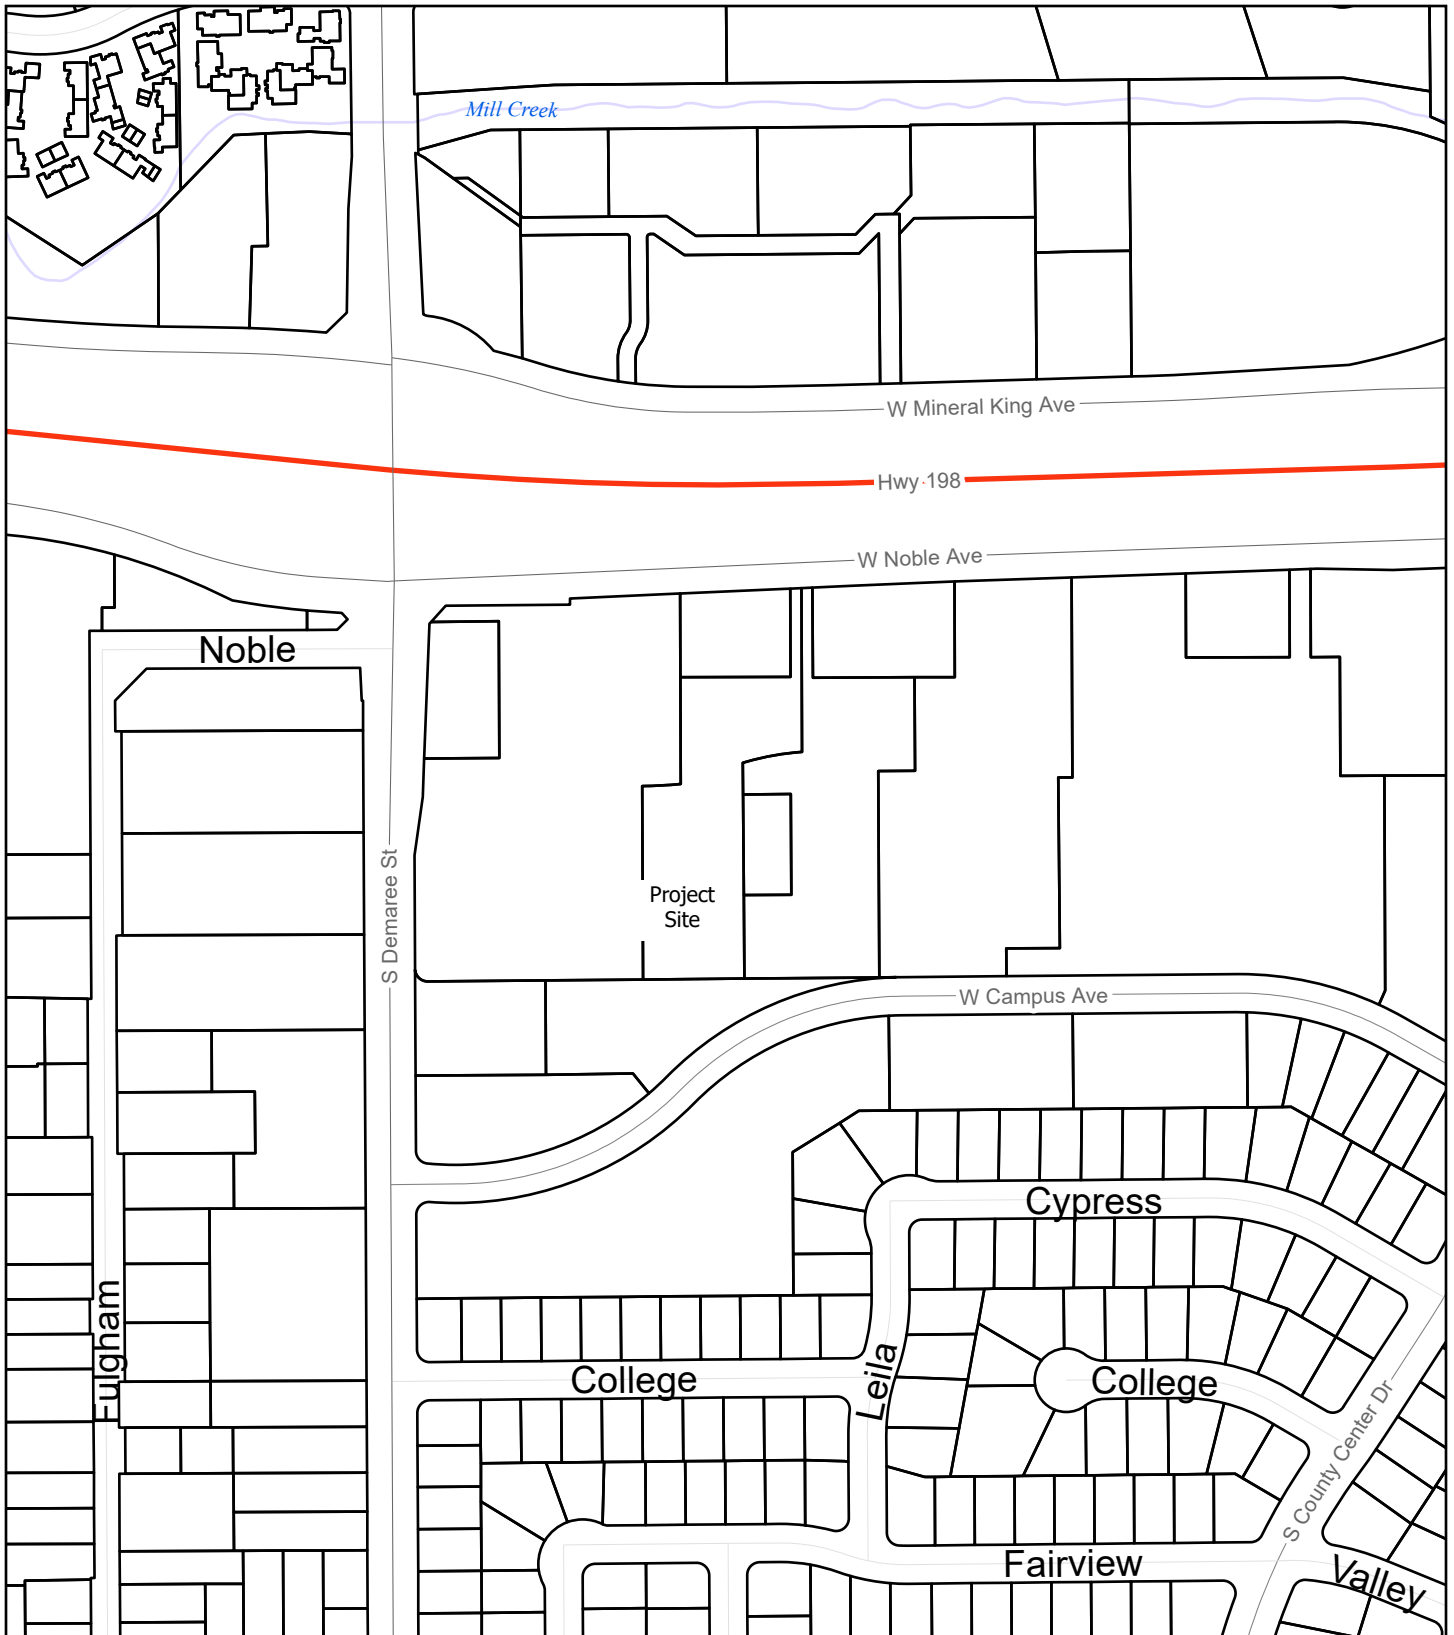 Mill Creek
W Mineral King Ave
Hwy 198
W Noble Ave
Noble
S Demaree St
Project
Site
W Campus Ave
Cypress
Fulgham
College
Leila
College
S County Center Dr
Fairview
Valley